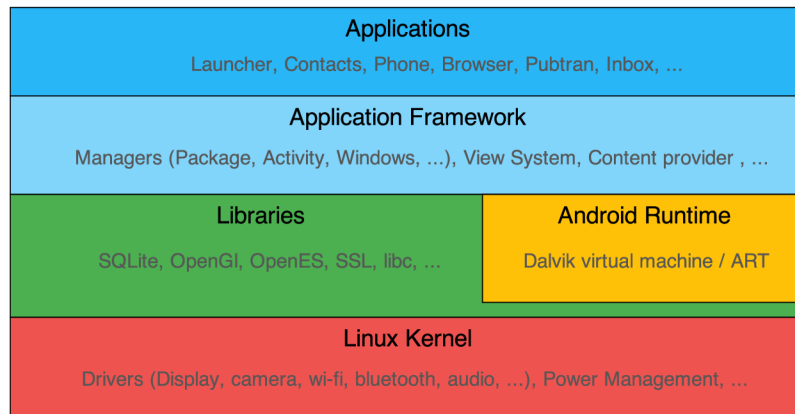 Applications
Launcher, Contacts, Phone, Browser, Pubtran, Inbox, ...
Application Framework
Managers (Package, Activity, Windows, ...), View System, Content provider , ...
Libraries
SQLite, OpenGl, OpenES, SSL, libc, ...
Android Runtime
Dalvik virtual machine / ART
Linux Kernel
Drivers (Display, camera, wi-fi, bluetooth, audio, ...), Power Management, ...